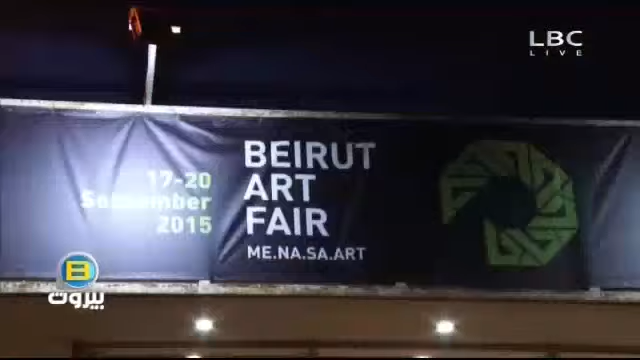 LBC
LIVE
17-20
September
2015
BEIRUT
ART
FAIR
ME.NA.SA.ART
B
بيروت